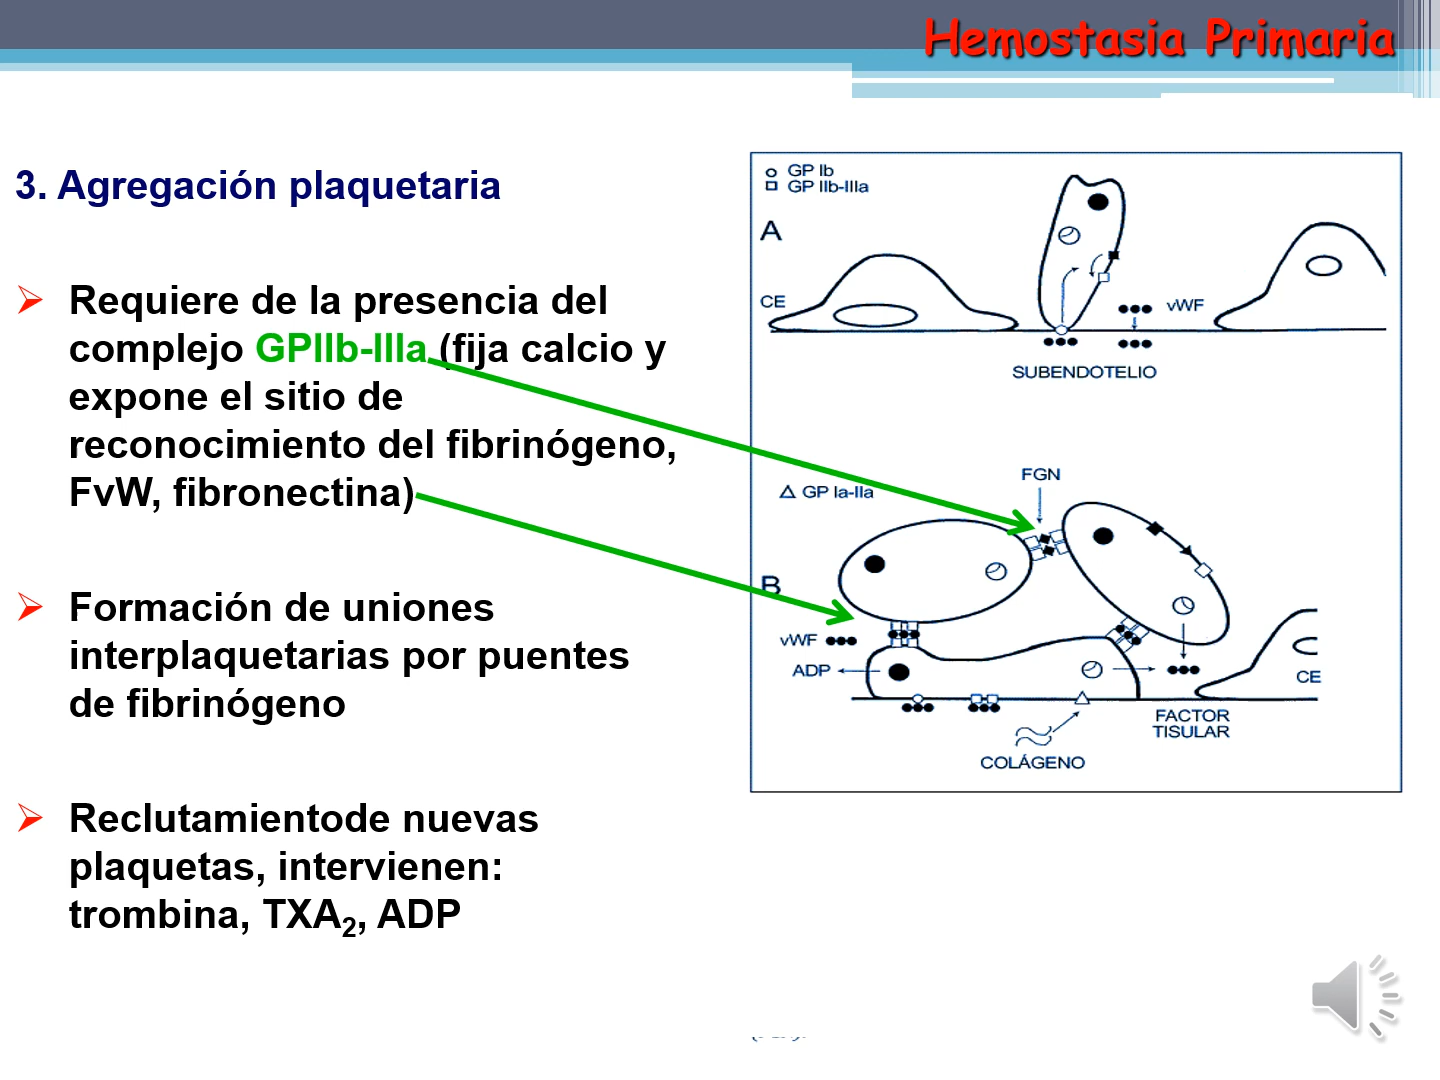 Hemostasia Primaria
3. Agregación plaquetaria
Requiere de la presencia del
complejo GPIIb-IIIa (fija calcio y
expone el sitio de
reconocimiento del fibrinógeno,
FvW, fibronectina)
Formación de uniones
interplaquetarias por puentes
de fibrinógeno
Reclutamientode nuevas
plaquetas, intervienen:
trombina, TXA2, ADP
GP Ib
GP IIb-IIIa
A
CE
vWF
SUBENDOTELIO
FGN
GP Ia-IIa
B
vWF
ADP
CE
FACTOR
TISULAR
COLÁGENO